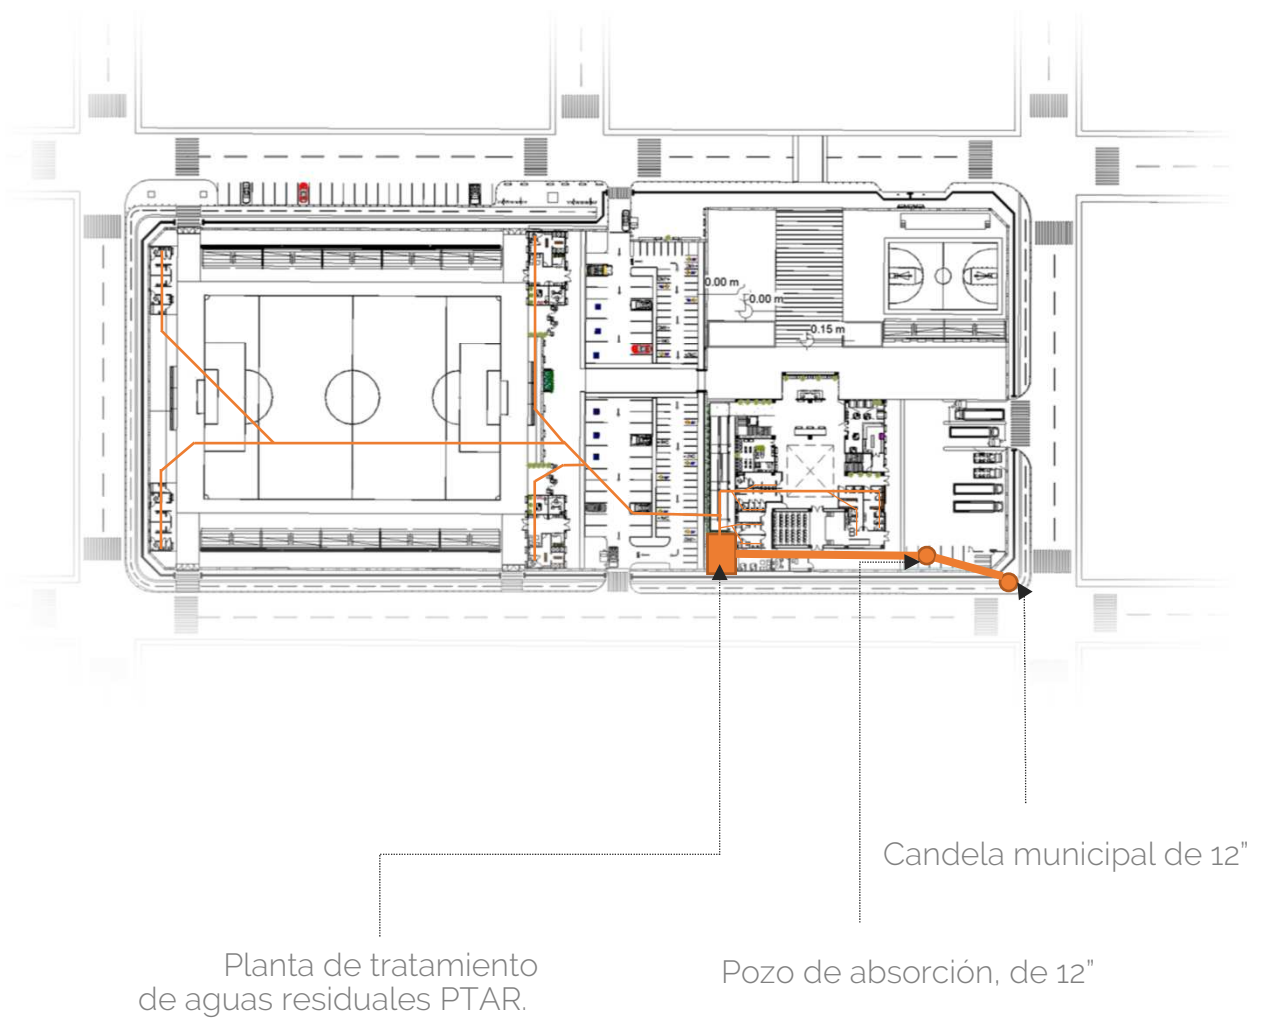 0.00 m
0.00 m
0.15 m
Candela municipal de 12”
Planta de tratamiento
de aguas residuales PTAR.
Pozo de absorción, de 12”